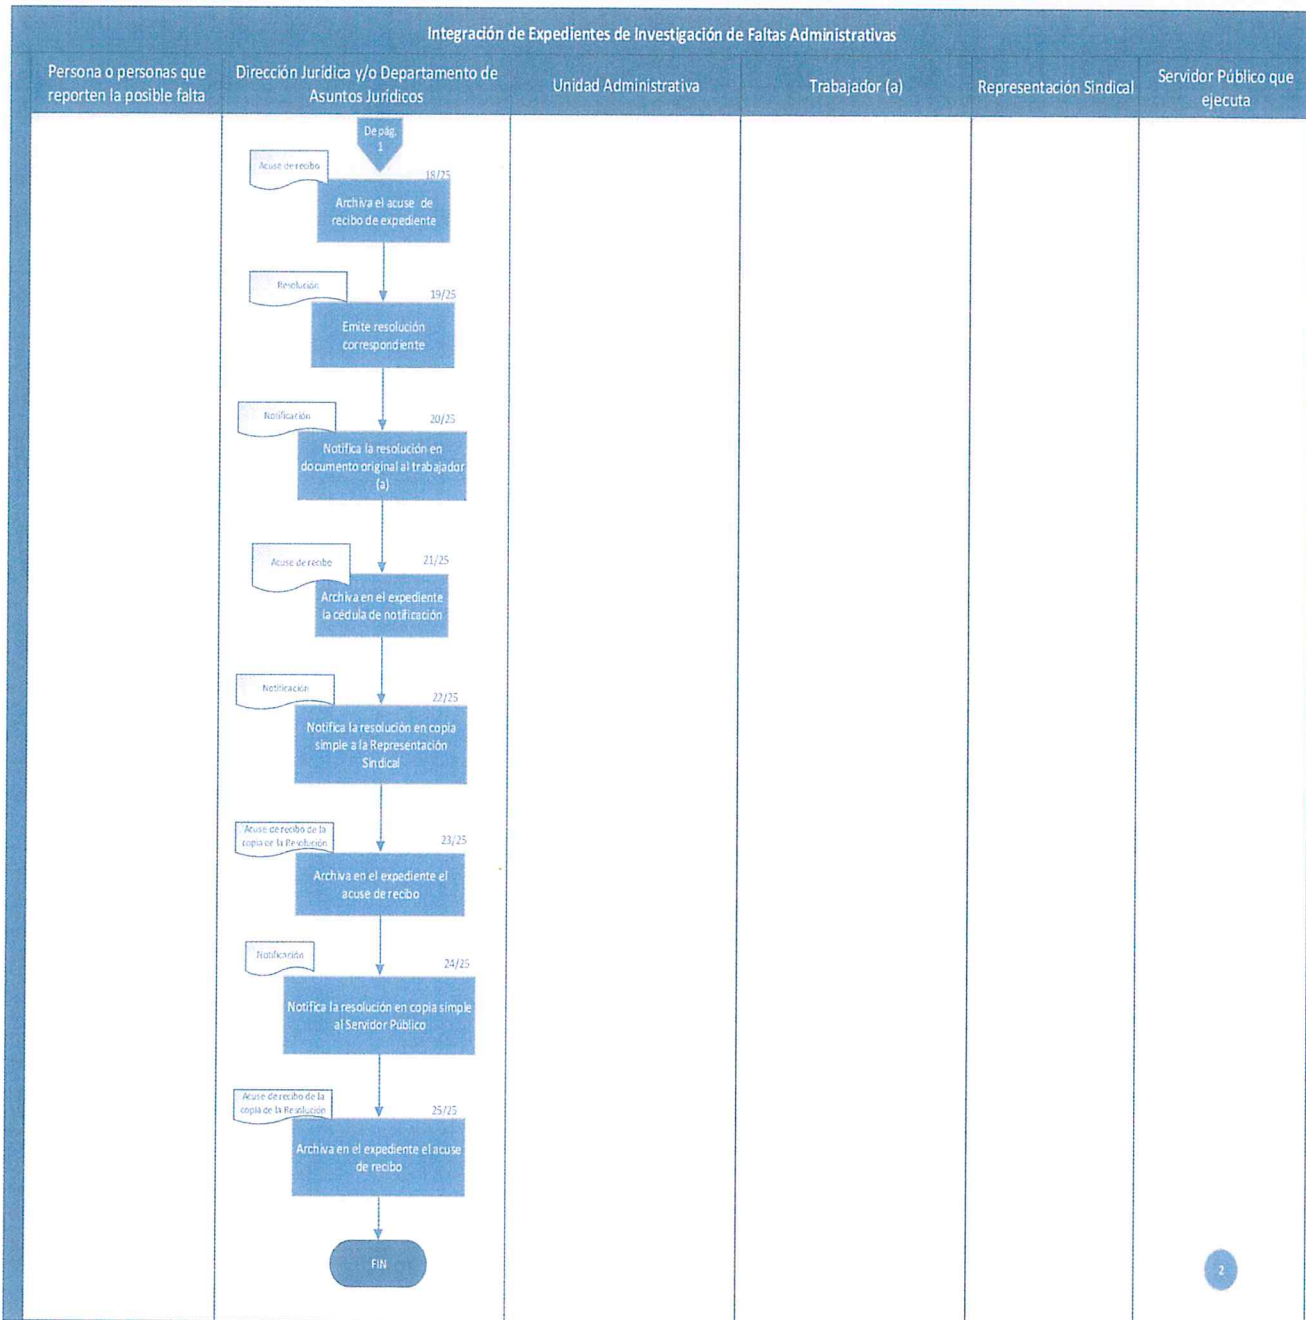 Integración de Expedientes de Investigación de Faltas Administrativas
Persona o personas que
reporten la posible falta
Dirección Jurídica y/o Departamento de
Asuntos Jurídicos
Unidad Administrativa
Trabajador (a)
Representación Sindical
Servidor Público que
ejecuta
De pág.
1
Acuse de recibo
18/25
Archiva el acuse de
recibo de expediente
Resolución
19/25
Emite resolución
correspondiente
Notificación
20/25
Notifica la resolución en
documento original al trabajador
(a)
Acuse de recibo
21/25
Archiva en el expediente
la cédula de notificación
Notificación
22/25
Notifica la resolución en copia
simple a la Representación
Sindical
Acuse de recibo de la
copia de la Resolución
23/25
Archiva en el expediente el
acuse de recibo
Notificación
24/25
Notifica la resolución en copia simple
al Servidor Público
Acuse de recibo de la
copia de la Resolución
25/25
Archiva en el expediente el acuse
de recibo
FIN
2